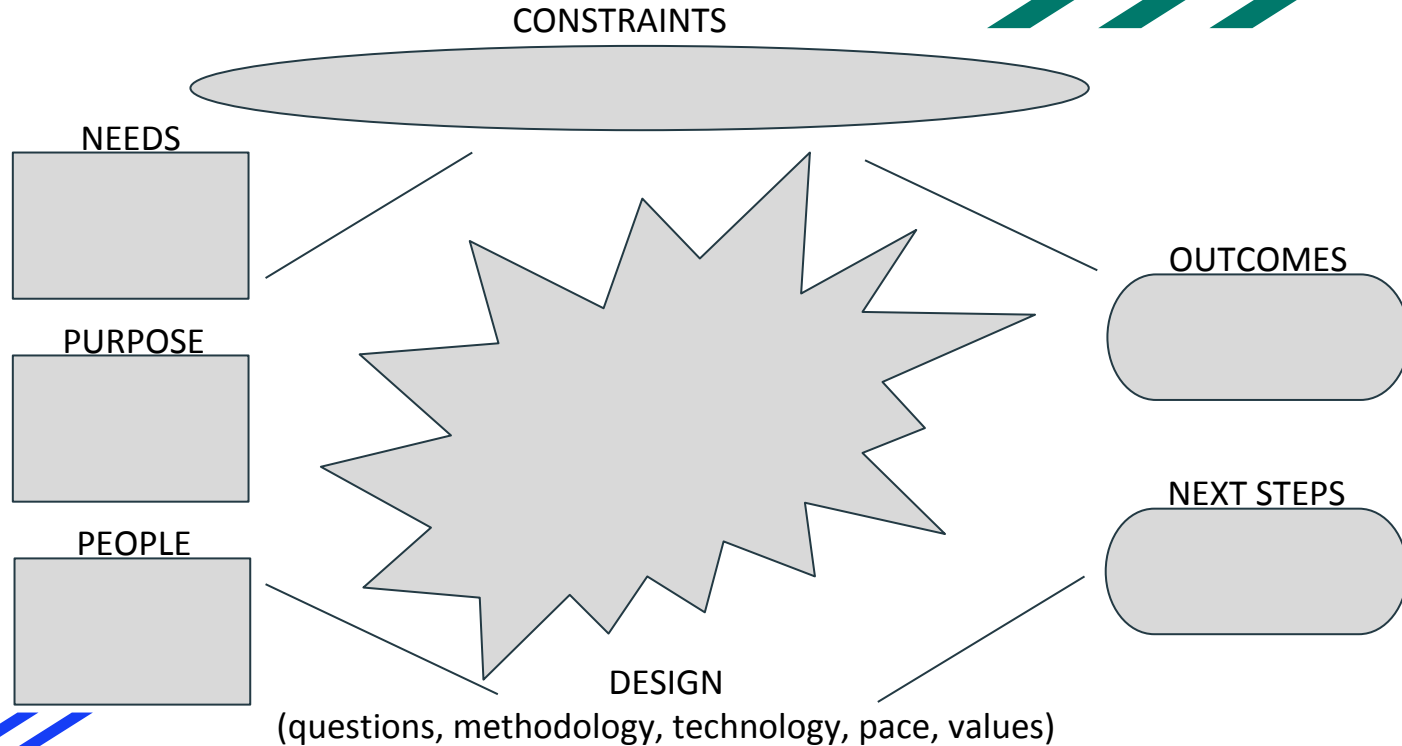 CONSTRAINTS
NEEDS
PURPOSE
PEOPLE
OUTCOMES
NEXT STEPS
DESIGN
(questions, methodology, technology, pace, values)